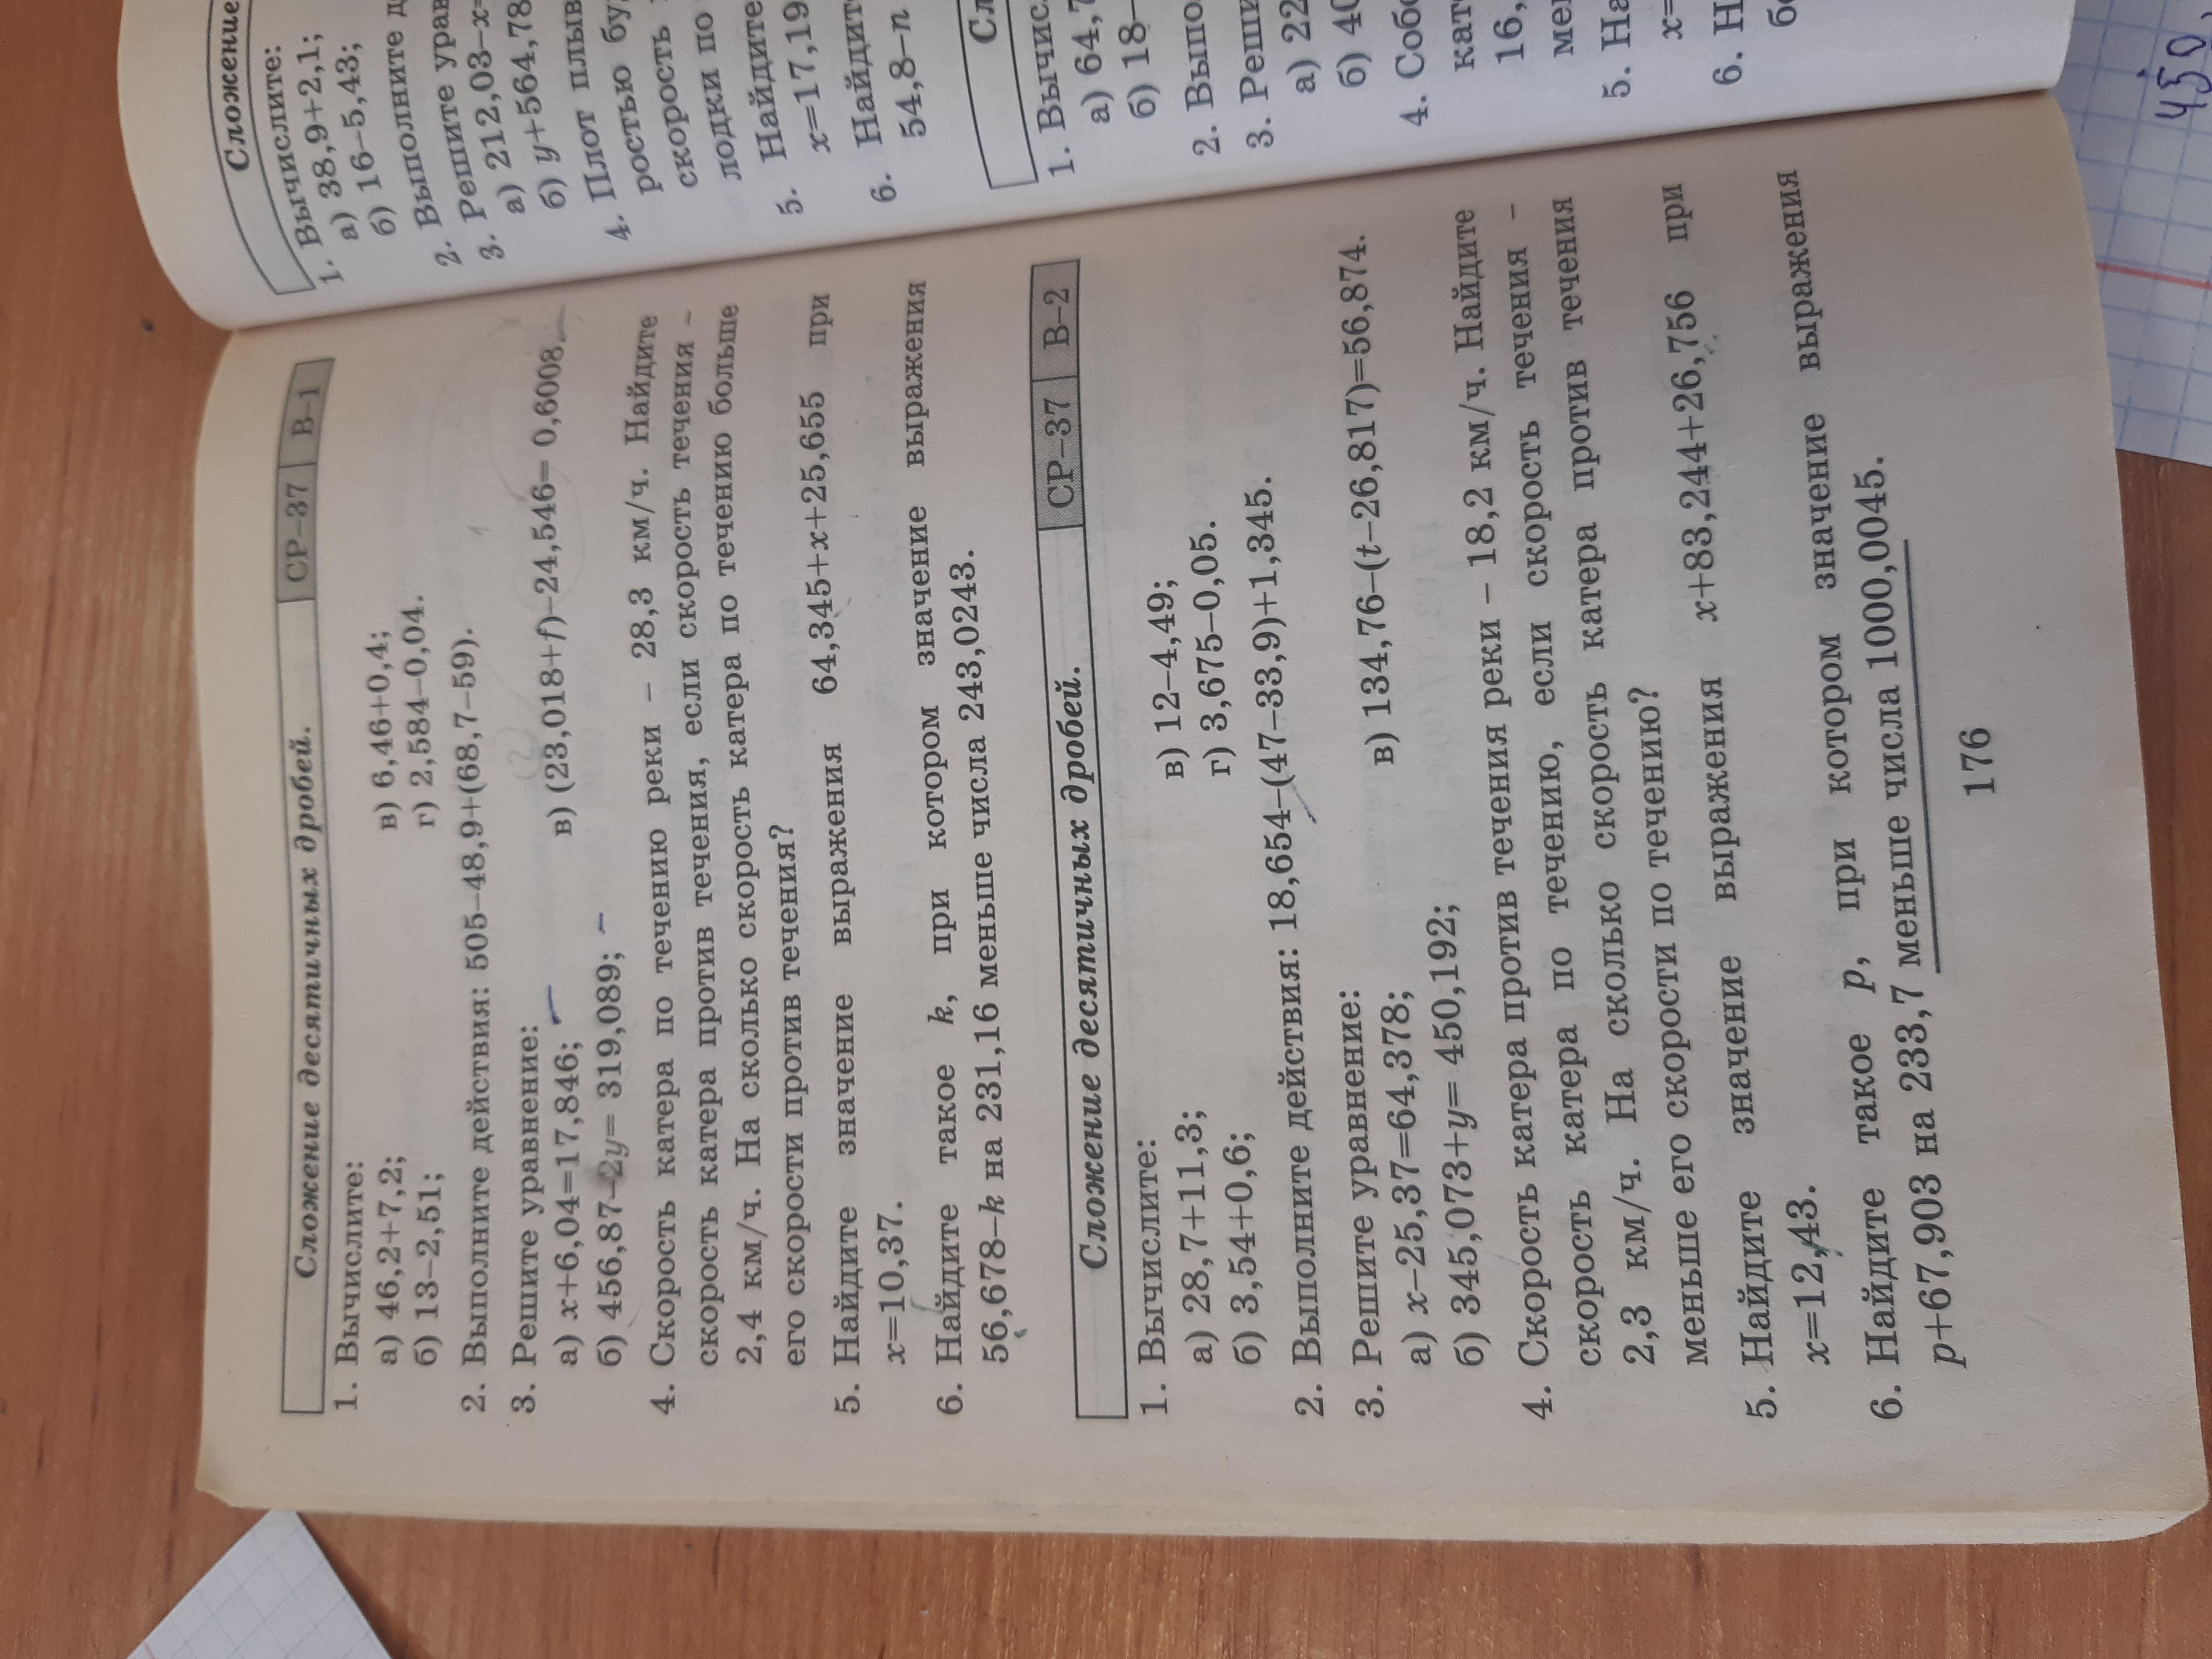 Сложение десятичных дробей. СР–37 В–1
1. Вычислите:
а) 46,2+7,2; в) 6,46+0,4;
б) 13–2,51; г) 2,584–0,04.
2. Выполните действия: 505–48,9+(68,7–59).
3. Решите уравнение:
а) x+6,04=17,846; в) (23,018+f)–24,546= 0,6008.
б) 456,87–2y= 319,089;
4. Скорость катера по течению реки – 28,3 км/ч. Найдите
скорость катера против течения, если скорость течения –
2,4 км/ч. На сколько скорость катера по течению больше
его скорости против течения?
5. Найдите значение выражения 64,345+x+25,655 при
x=10,37.
6. Найдите такое k, при котором значение выражения
56,678–k на 231,16 меньше числа 243,0243.
Сложение десятичных дробей. СР–37 В–2
1. Вычислите:
а) 28,7+11,3; в) 12–4,49;
б) 3,54+0,6; г) 3,675–0,05.
2. Выполните действия: 18,654–(47–33,9)+1,345.
3. Решите уравнение:
а) x–25,37=64,378; в) 134,76–(t–26,817)=56,874.
б) 345,073+y= 450,192;
4. Скорость катера против течения реки – 18,2 км/ч. Найдите
скорость катера по течению, если скорость течения –
2,3 км/ч. На сколько скорость катера против течения
меньше его скорости по течению?
5. Найдите значение выражения x+83,244+26,756 при
x=12,43.
6. Найдите такое p, при котором значение выражения
p+67,903 на 233,7 меньше числа 1000,0045.
176
Сложение
1. Вычислите:
а) 38,9+2,1;
б) 16–5,43;
2. Выполните
3. Решите
а) 212,03–x=
б) y+564,78
4. Плот
ростью
скорость
лодки по
5. Найдите
x=17,19
6.
54,8–n
1.
а) 64,7
б) 18–
2.
3.
а) 22
б) 40
4.
16,
5.
x=
6.